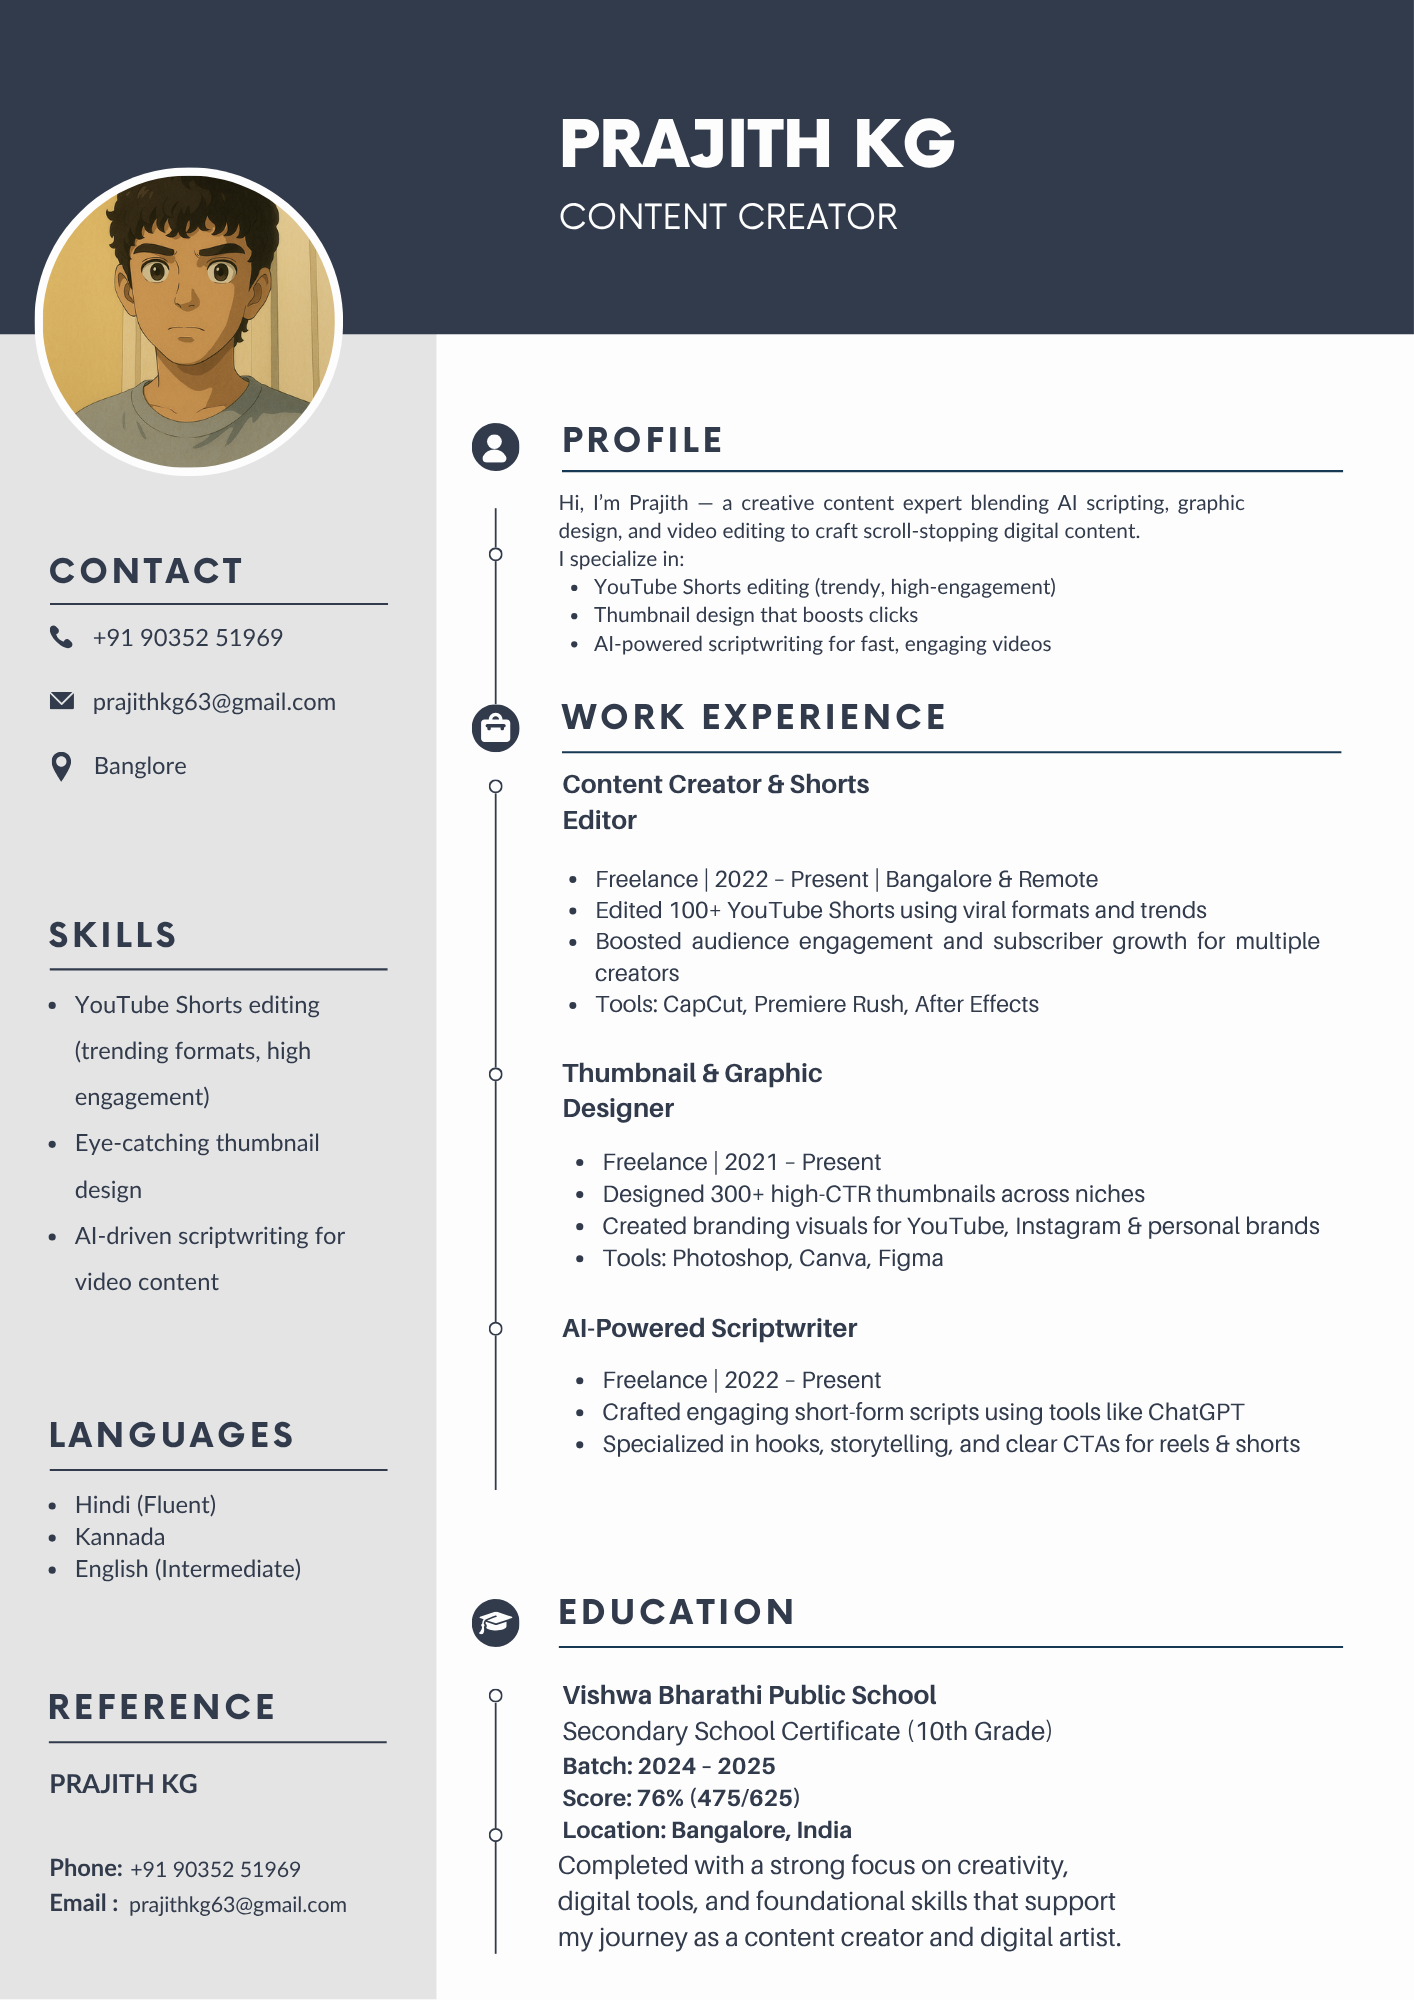 PRAJITH KG
CONTENT CREATOR
CONTACT
+91 90352 51969
prajithkg63@gmail.com
Banglore
SKILLS
• YouTube Shorts editing
(trending formats, high
engagement)
• Eye-catching thumbnail
design
• AI-driven scriptwriting for
video content
LANGUAGES
• Hindi (Fluent)
• Kannada
• English (Intermediate)
REFERENCE
PRAJITH KG
Phone: +91 90352 51969
Email : prajithkg63@gmail.com
PROFILE
Hi, I’m Prajith — a creative content expert blending AI scripting, graphic
design, and video editing to craft scroll-stopping digital content.
I specialize in:
• YouTube Shorts editing (trendy, high-engagement)
• Thumbnail design that boosts clicks
• AI-powered scriptwriting for fast, engaging videos
WORK EXPERIENCE
Content Creator & Shorts
Editor
• Freelance | 2022 – Present | Bangalore & Remote
• Edited 100+ YouTube Shorts using viral formats and trends
• Boosted audience engagement and subscriber growth for multiple
creators
• Tools: CapCut, Premiere Rush, After Effects
Thumbnail & Graphic
Designer
• Freelance | 2021 – Present
• Designed 300+ high-CTR thumbnails across niches
• Created branding visuals for YouTube, Instagram & personal brands
• Tools: Photoshop, Canva, Figma
AI-Powered Scriptwriter
• Freelance | 2022 – Present
• Crafted engaging short-form scripts using tools like ChatGPT
• Specialized in hooks, storytelling, and clear CTAs for reels & shorts
EDUCATION
Vishwa Bharathi Public School
Secondary School Certificate (10th Grade)
Batch: 2024 – 2025
Score: 76% (475/625)
Location: Bangalore, India
Completed with a strong focus on creativity,
digital tools, and foundational skills that support
my journey as a content creator and digital artist.